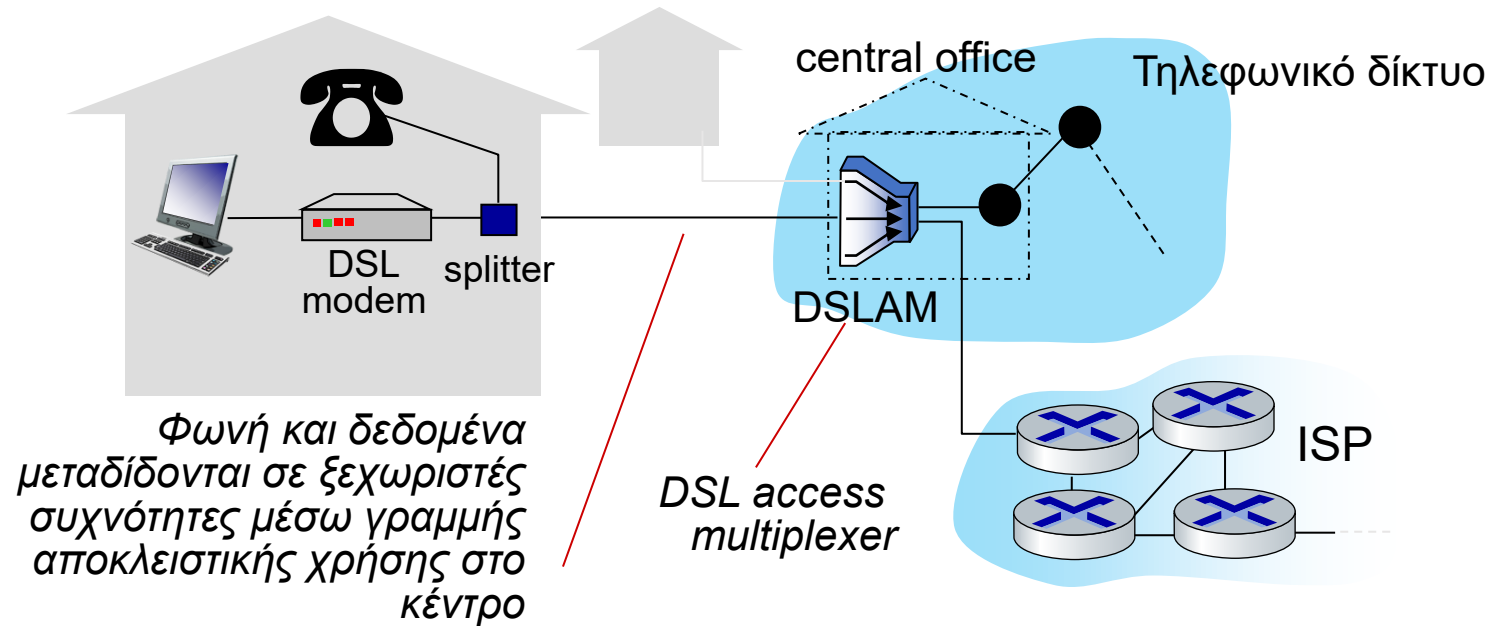 central office
Τηλεφωνικό δίκτυο
DSL
modem
splitter
DSLAM
Φωνή και δεδομένα
μεταδίδονται σε ξεχωριστές
συχνότητες μέσω γραμμής
αποκλειστικής χρήσης στο
κέντρο
DSL access
multiplexer
ISP